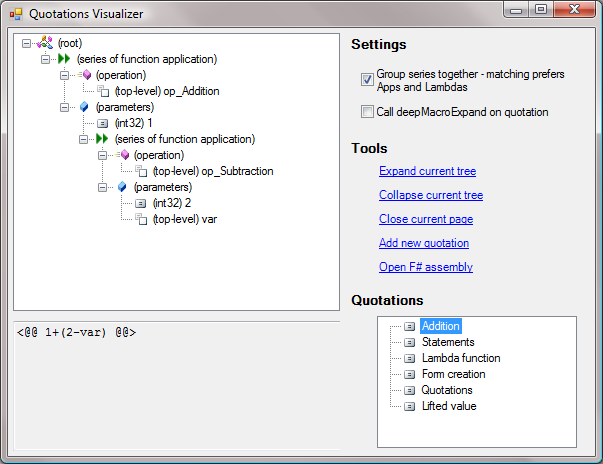 Quotations Visualizer
(root)
(series of function application)
(operation)
(top-level) op_Addition
(parameters)
(int32) 1
(series of function application)
(operation)
(top-level) op_Subtraction
(parameters)
(int32) 2
(top-level) var
<@@ 1+(2-var) @@>
Settings
Group series together - matching prefers
Apps and Lambdas
Call deepMacroExpand on quotation
Tools
Expand current tree
Collapse current tree
Close current page
Add new quotation
Open F# assembly
Quotations
Addition
Statements
Lambda function
Form creation
Quotations
Lifted value